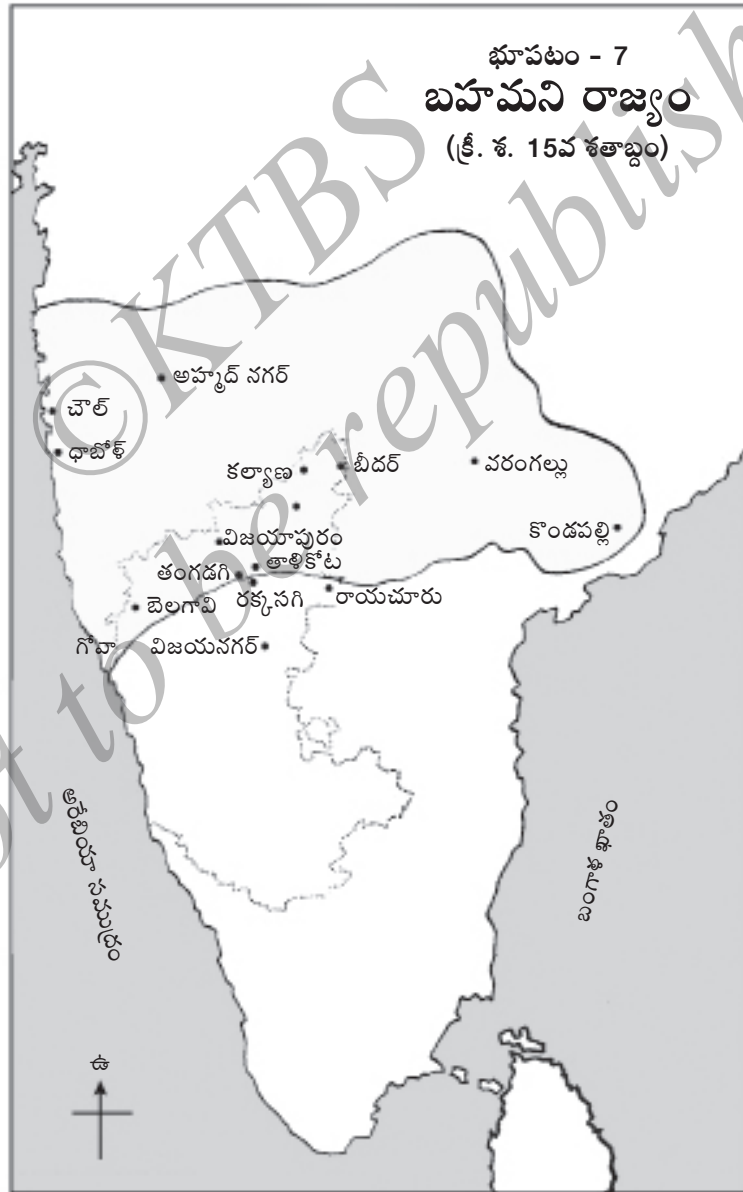 భూపటం - 7
బహమని రాజ్యం
(క్రీ. శ. 15వ శతాబ్దం)
అహ్మద్ నగర్
చౌల్
ధాబోళ్
కల్యాణ
బీదర్
వరంగల్లు
కొండపల్లి
విజయాపురం
తాళికోట
తంగడగి
రక్కసగి
రాయచూరు
బెలగావి
గోవా
విజయనగర్
అరేబియా సముద్రం
బంగాళ ఖాతం
ఉ
©KTBS
not to be republish